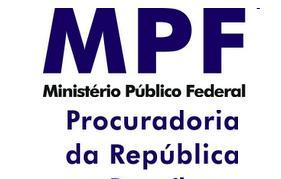 MPF
Ministério Público Federal
Procuradoria
da República